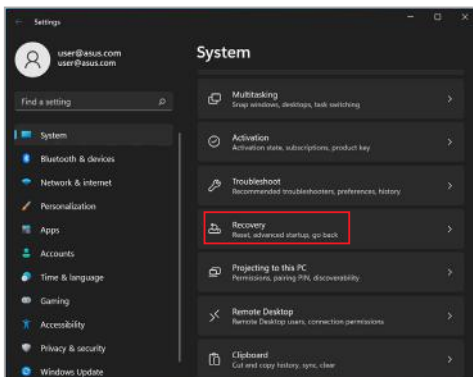 Settings
user@asus.com
user@asus.com
Find a setting
System
Bluetooth & devices
Network & internet
Personalization
Apps
Accounts
Time & language
Gaming
Accessibility
Privacy & security
Windows Update
System
Multitasking
Snap windows, desktops, task switching
Activation
Activation state, subscriptions, product key
Troubleshoot
Recommended troubleshooters, preferences, history
Recovery
Reset, advanced startup, go back
Projecting to this PC
Permissions, pairing PIN, discoverability
Remote Desktop
Remote Desktop users, connection permissions
Clipboard
Cut and copy history, sync, clear